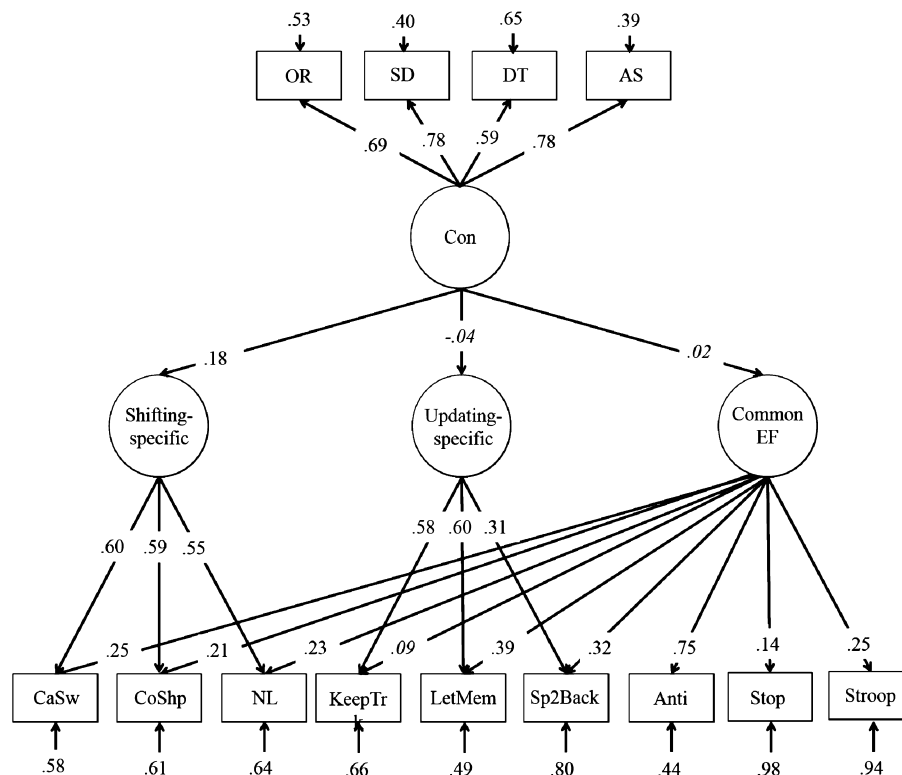 .53 .40 .65 .39
OR SD DT AS
.69 .78 .59 .78
Con
.18 -.04 .02
Shifting-
specific
Updating-
specific
Common
EF
.60 .59 .55 .58 .60 .31
.25 .21 .23 .09 .39 .32 .75 .14 .25
CaSw CoShp NL KeepTr
k
LetMem Sp2Back Anti Stop Stroop
.58 .61 .64 .66 .49 .80 .44 .98 .94